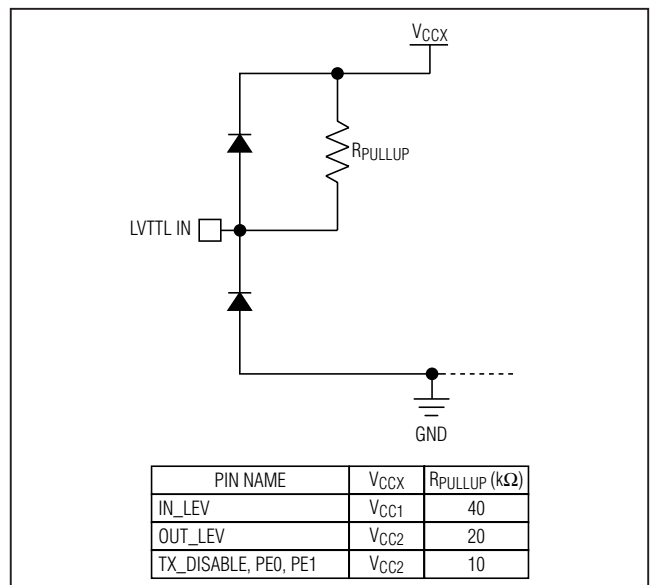 VCCX
RPULLUP
LVTTL IN
GND
PIN NAME VCCX RPULLUP (kΩ)
IN_LEV VCC1 40
OUT_LEV VCC2 20
TX_DISABLE, PE0, PE1 VCC2 10